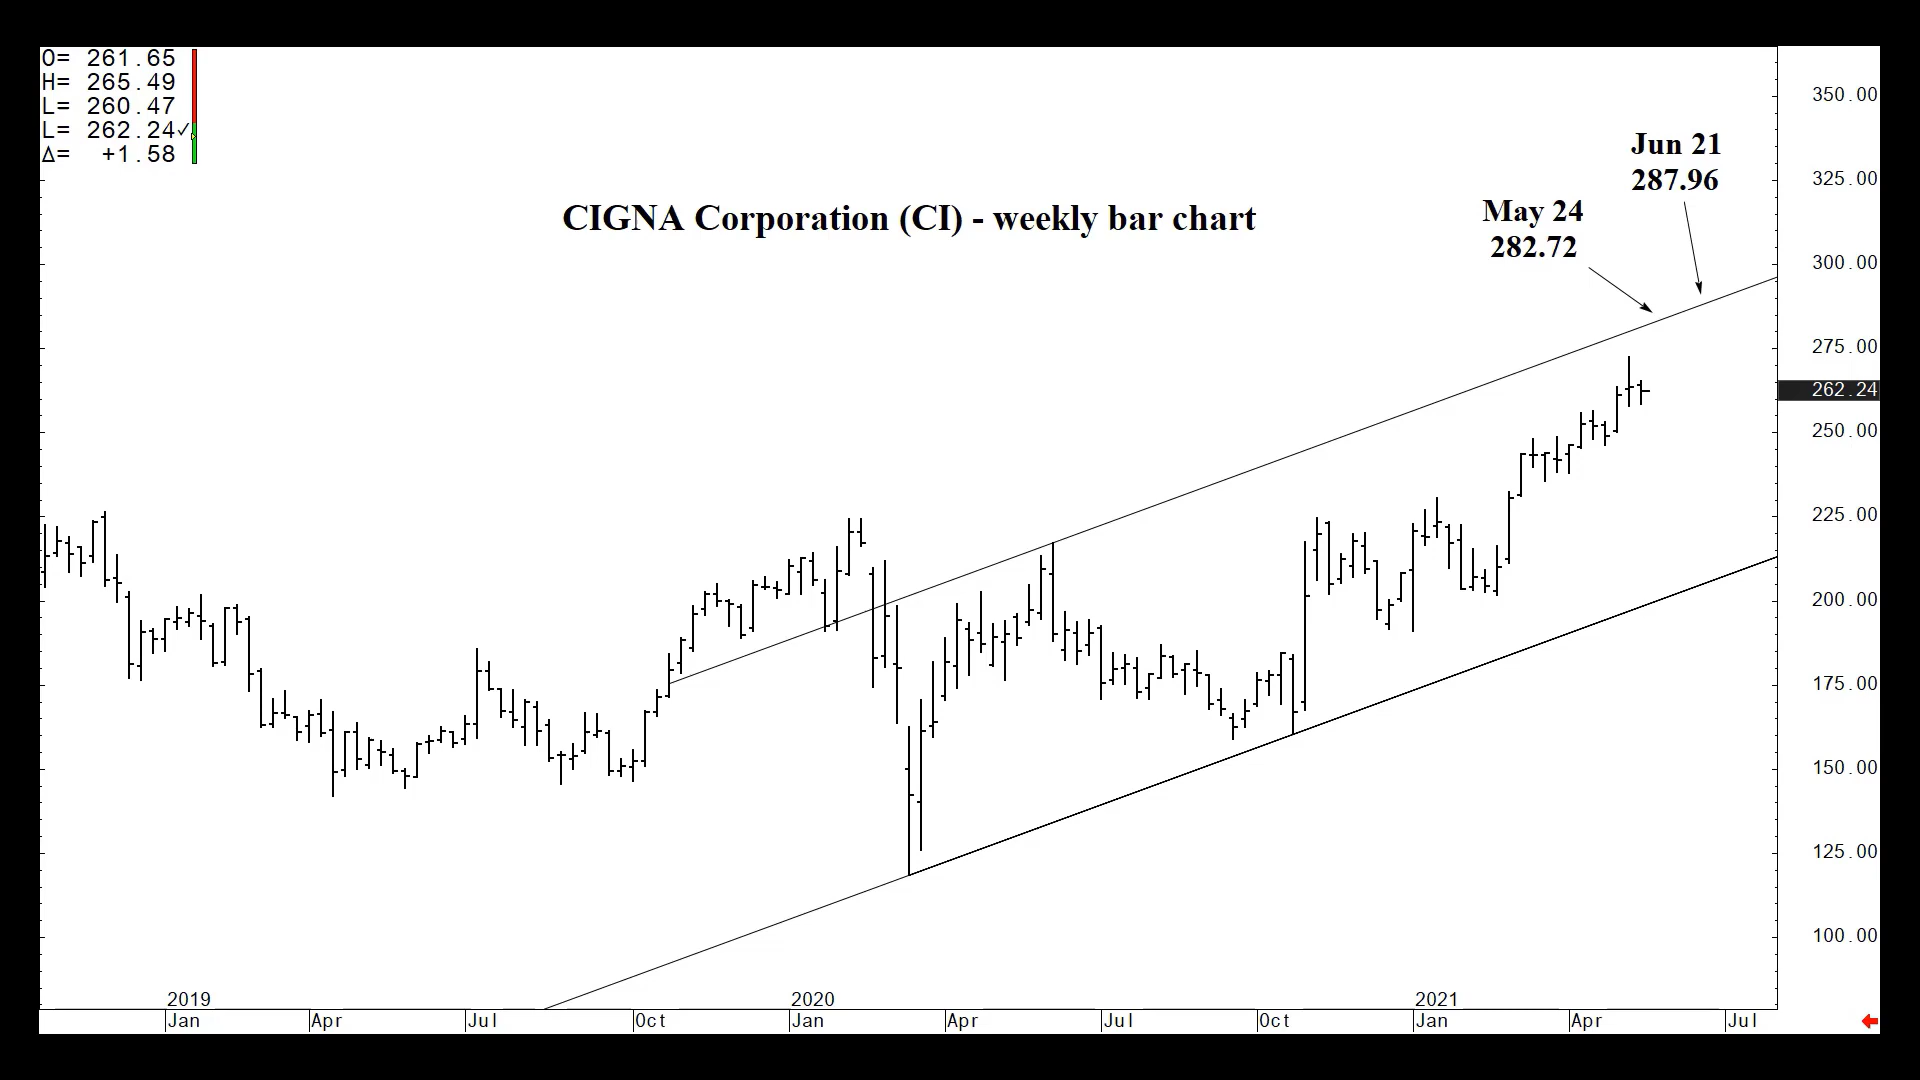 O= 261.65
H= 265.49
L= 260.47
L= 262.24✓
Δ= +1.58
CIGNA Corporation (CI) - weekly bar chart
May 24
282.72
Jun 21
287.96
350.00
325.00
300.00
275.00
262.24
250.00
225.00
200.00
175.00
150.00
125.00
100.00
2019 2020 2021
Jan Apr Jul Oct Jan Apr Jul Oct Jan Apr Jul